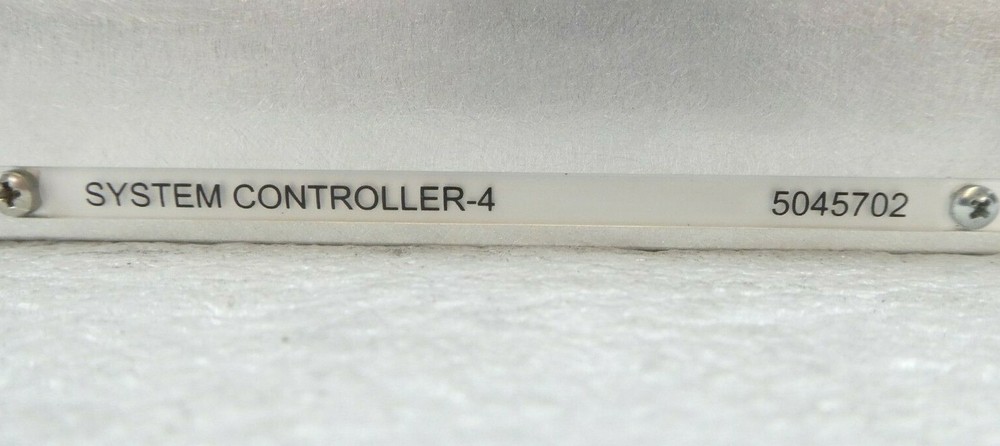 SYSTEM CONTROLLER-4 5045702